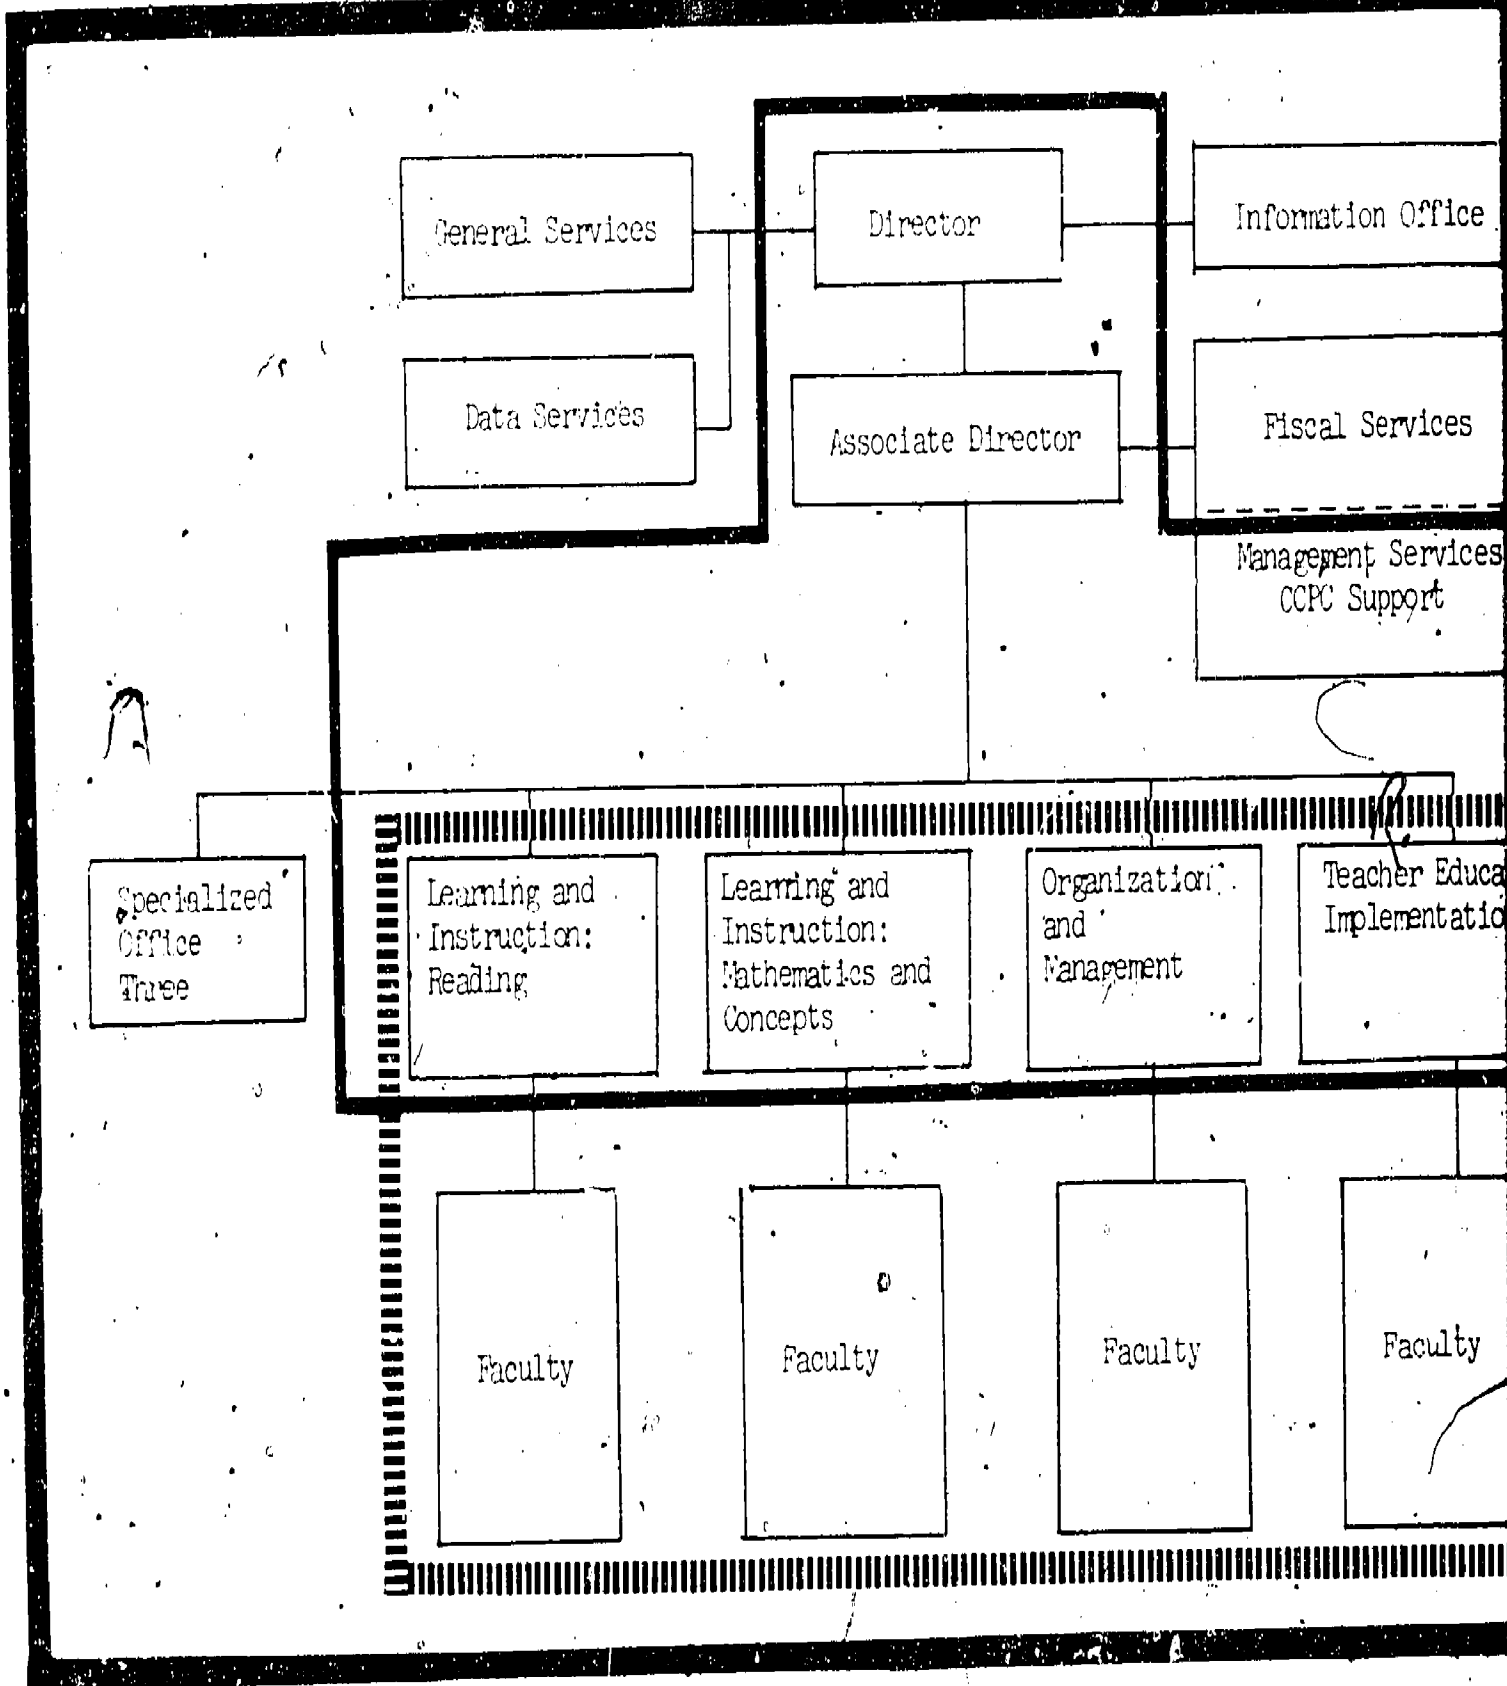 General Services
Director
Information Office
Data Services
Associate Director
Fiscal Services
Management Services
CCPC Support
Specialized
Office
Three
Learning and
Instruction:
Reading
Learning and
Instruction:
Mathematics and
Concepts
Organization
and
Management
Teacher Educa
Implementatio
Faculty
Faculty
Faculty
Faculty